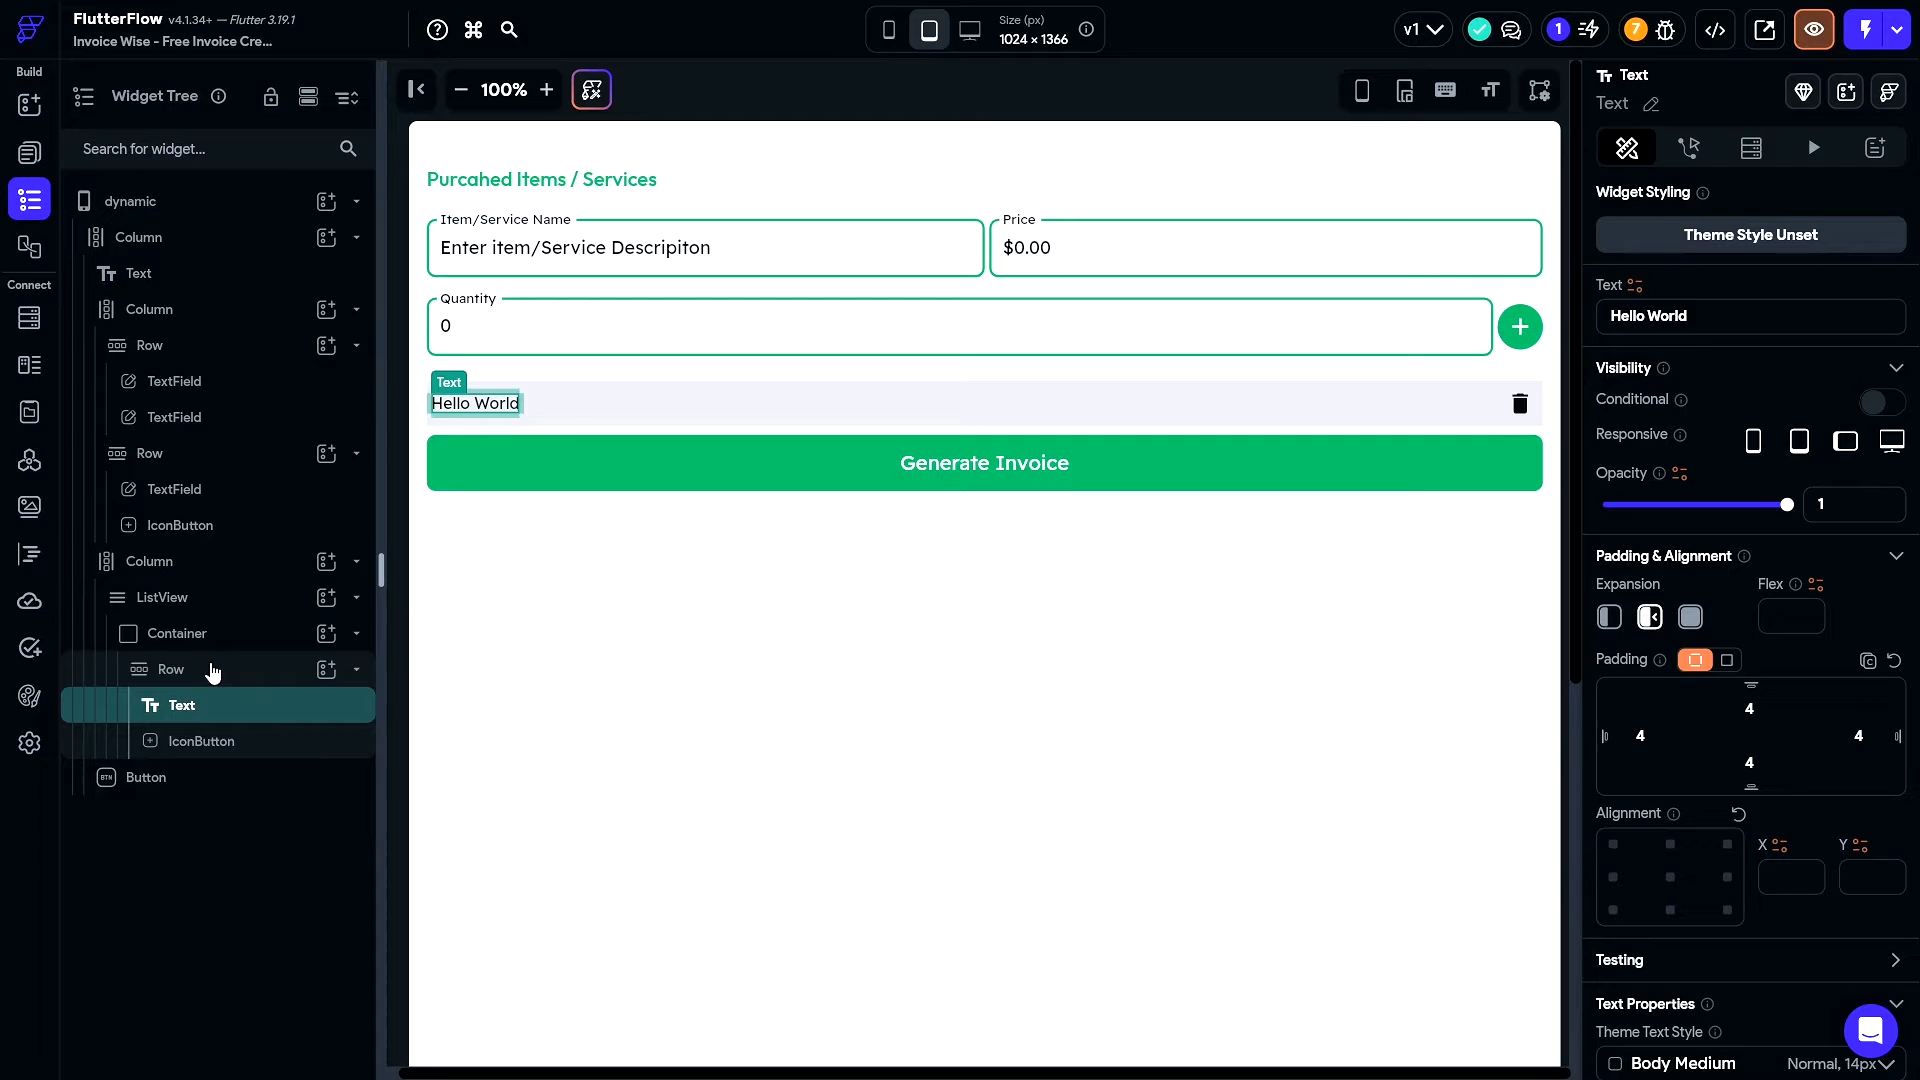 FlutterFlow v4.1.34+ — Flutter 3.19.1
Invoice Wise - Free Invoice Cre...
Size (px)
1024 × 1366
v1
1
7
Build
Connect
Widget Tree
Search for widget...
dynamic
Column
Text
Column
Row
TextField
TextField
Row
TextField
IconButton
Column
ListView
Container
Row
Text
IconButton
BTN Button
100%
Purcahed Items / Services
Item/Service Name
Enter item/Service Descripiton
Price
$0.00
Quantity
0
Text
Hello World
Generate Invoice
Text
Text
Widget Styling
Theme Style Unset
Text
Hello World
Visibility
Conditional
Responsive
Opacity
1
Padding & Alignment
Expansion
Flex
Padding
4
4
4
4
Alignment
X
Y
Testing
Text Properties
Theme Text Style
Body Medium
Normal, 14px